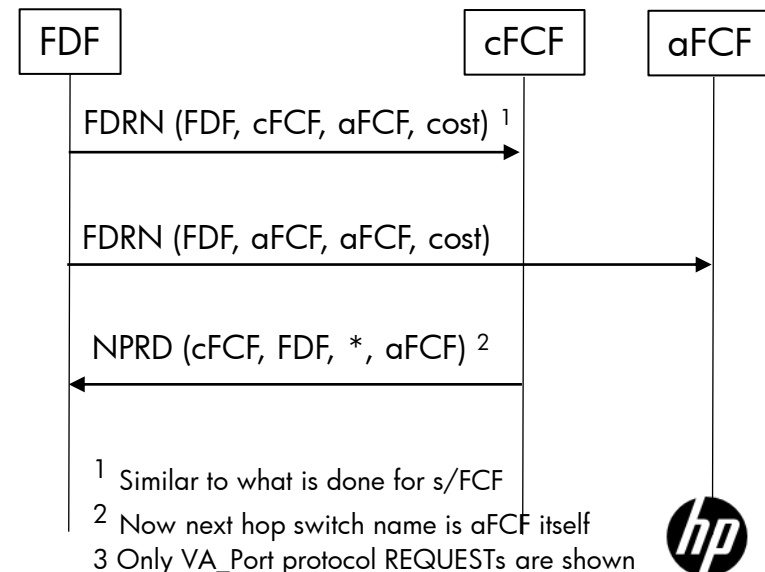 FDF cFCF aFCF
FDRN (FDF, cFCF, aFCF, cost) 1
FDRN (FDF, aFCF, aFCF, cost)
NPRD (cFCF, FDF, *, aFCF) 2
1 Similar to what is done for s/FCF
2 Now next hop switch name is aFCF itself
3 Only VA_Port protocol REQUESTs are shown
hp